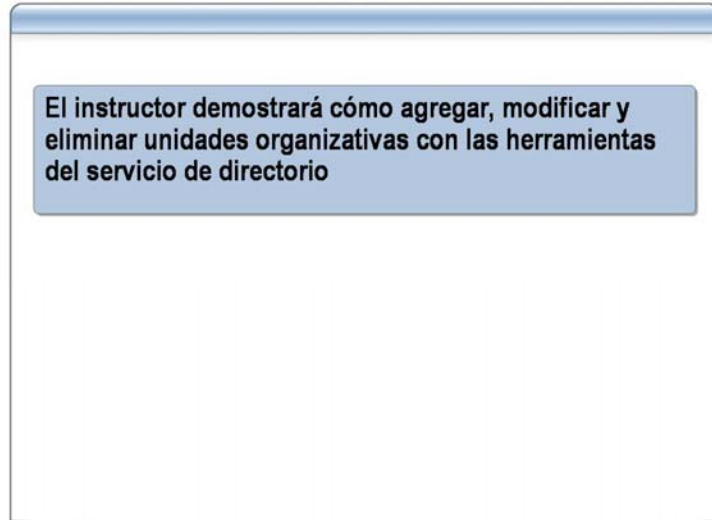 El instructor demostrará cómo agregar, modificar y
eliminar unidades organizativas con las herramientas
del servicio de directorio